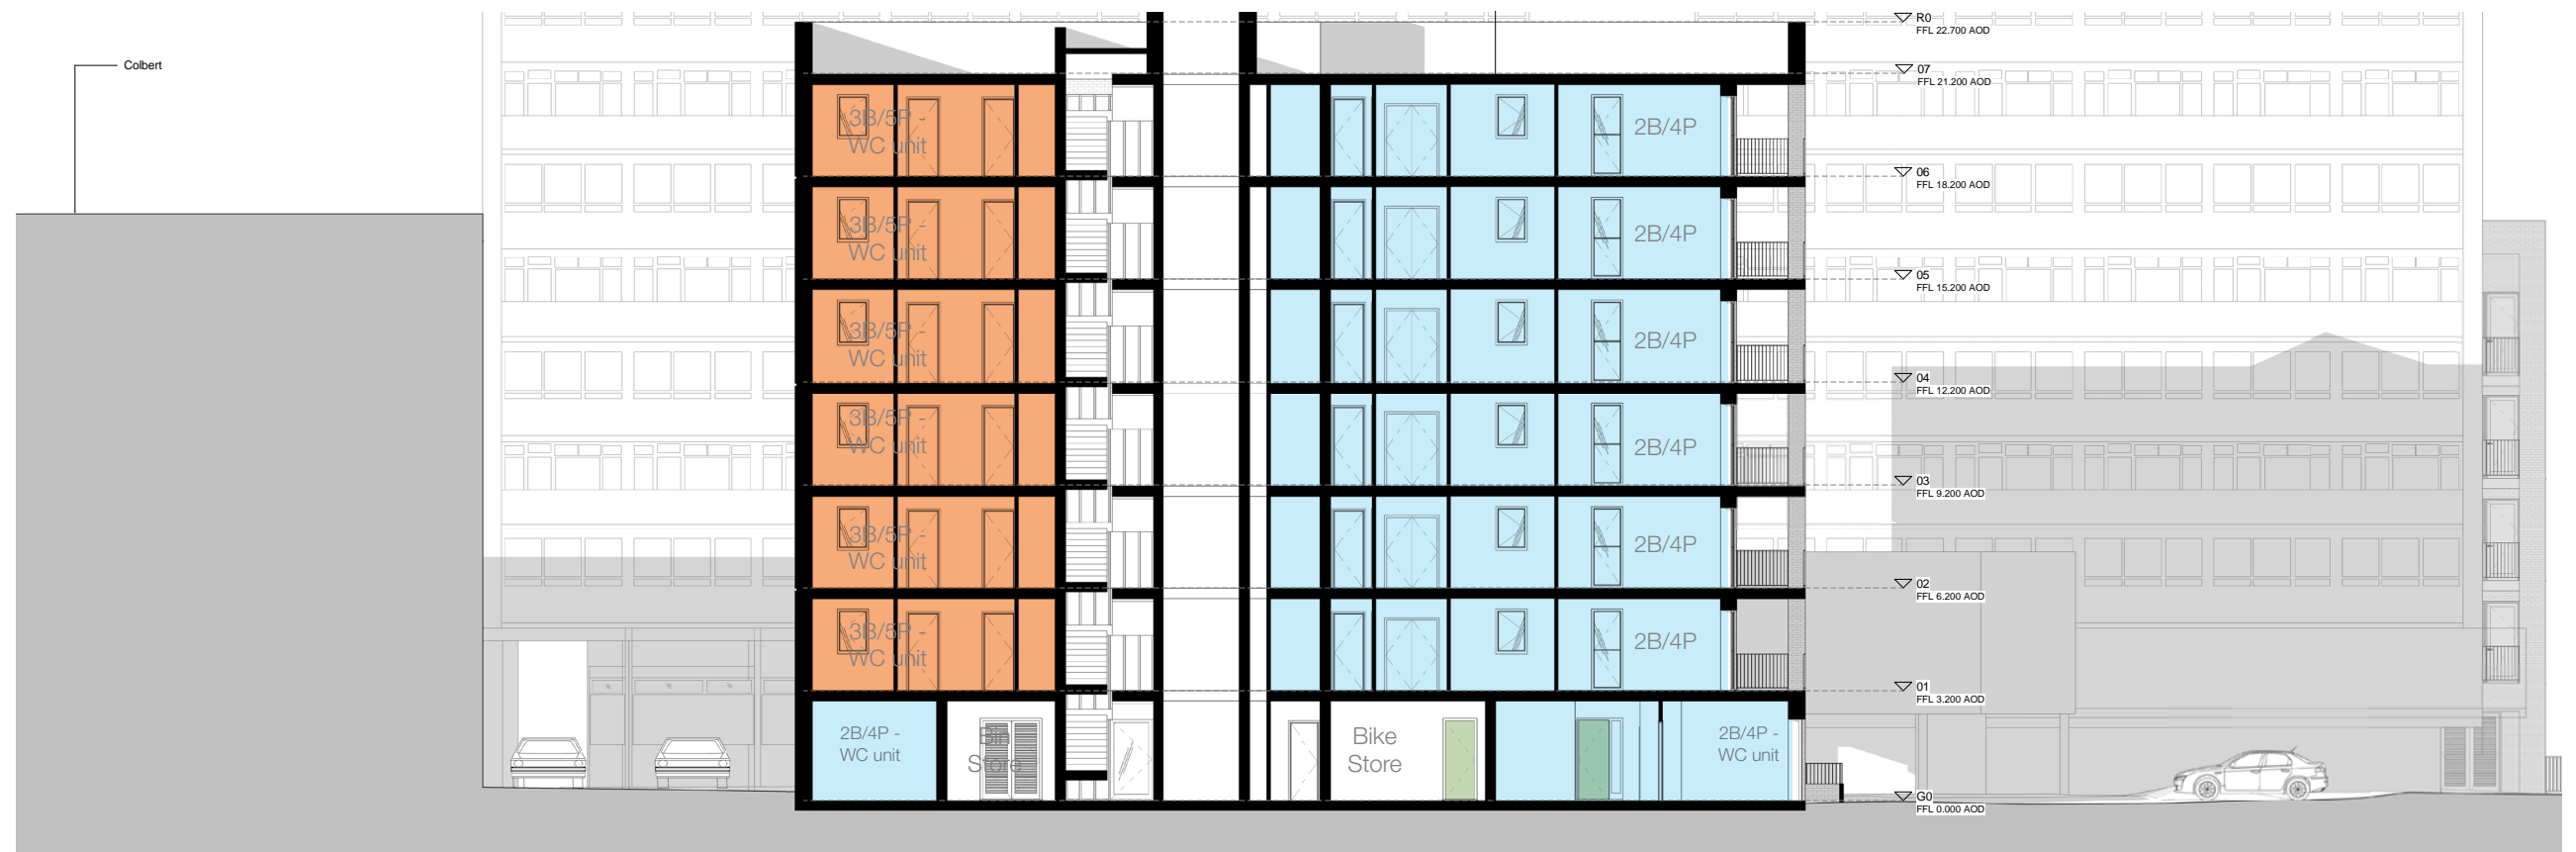 Colbert
R0
FFL 22.700 AOD
07
FFL 21.200 AOD
3B/5P -
WC unit
2B/4P
06
FFL 18.200 AOD
3B/5P -
WC unit
2B/4P
05
FFL 15.200 AOD
3B/5P -
WC unit
2B/4P
04
FFL 12.200 AOD
3B/5P -
WC unit
2B/4P
03
FFL 9.200 AOD
3B/5P -
WC unit
2B/4P
02
FFL 6.200 AOD
3B/5P -
WC unit
2B/4P
01
FFL 3.200 AOD
2B/4P -
WC unit
Bin
Store
Bike
Store
2B/4P -
WC unit
G0
FFL 0.000 AOD